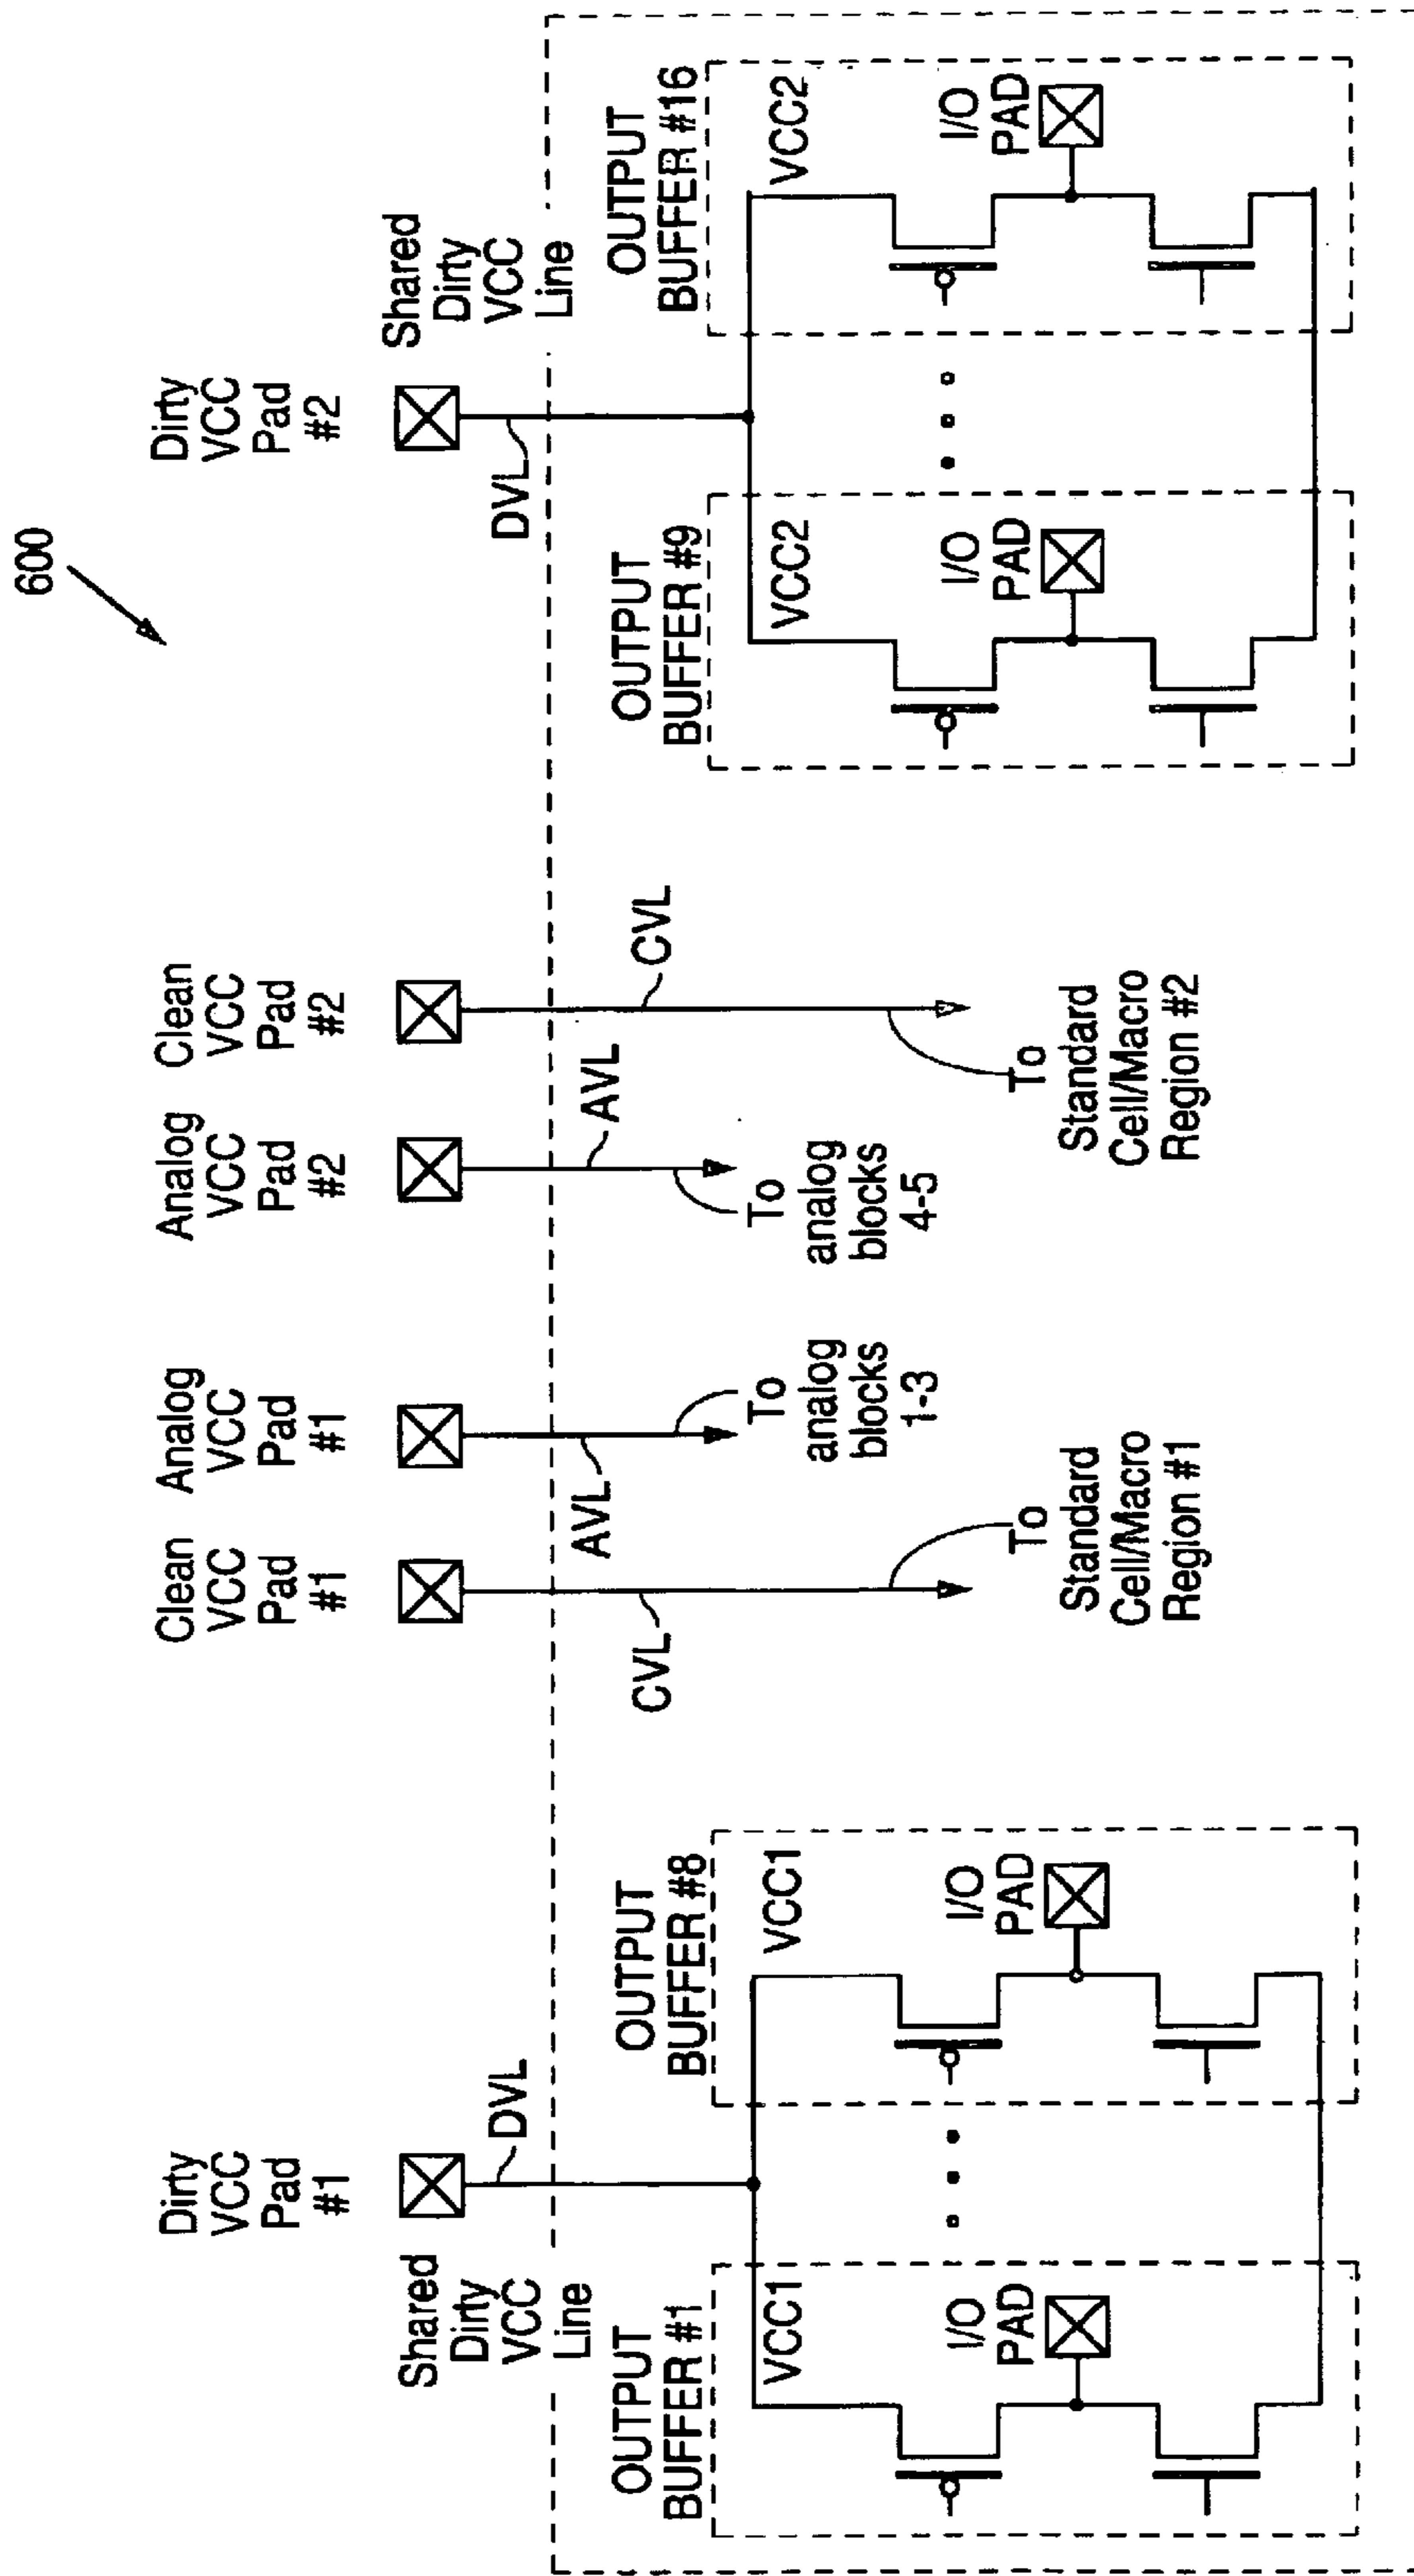 600
Dirty
VCC
Pad
#1
Clean
VCC
Pad
#1
Analog
VCC
Pad
#1
Analog
VCC
Pad
#2
Clean
VCC
Pad
#2
Dirty
VCC
Pad
#2
Shared
Dirty
VCC
Line
DVL
CVL
AVL
AVL
CVL
DVL
Shared
Dirty
VCC
Line
OUTPUT
BUFFER #1
VCC1
I/O
PAD
OUTPUT
BUFFER #8
VCC1
I/O
PAD
To
Standard
Cell/Macro
Region #1
To
analog
blocks
1-3
To
analog
blocks
4-5
To
Standard
Cell/Macro
Region #2
OUTPUT
BUFFER #9
VCC2
I/O
PAD
OUTPUT
BUFFER #16
VCC2
I/O
PAD